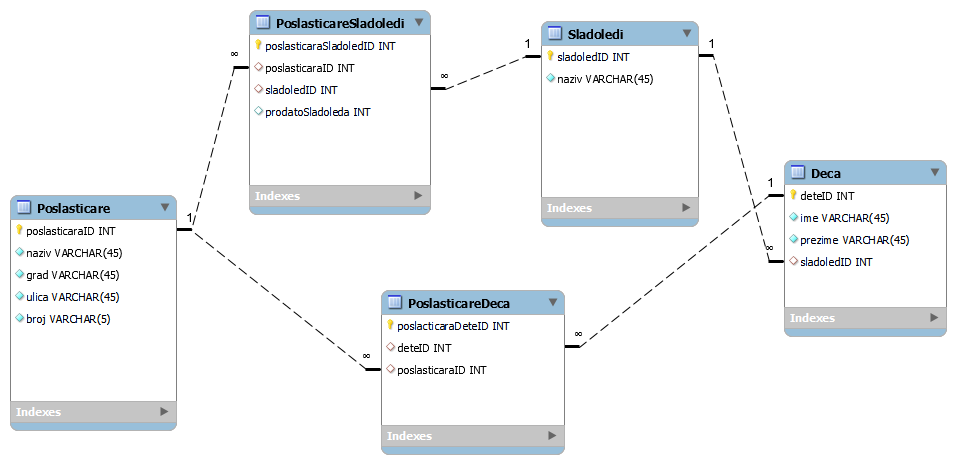 PoslasticareSladoledi
poslasticaraSladoledID INT
poslasticaraID INT
sladoledID INT
prodatoSladoleda INT
Indexes
Sladoledi
sladoledID INT
naziv VARCHAR(45)
Indexes
Deca
deteID INT
ime VARCHAR(45)
prezime VARCHAR(45)
sladoledID INT
Indexes
Poslasticare
poslasticaraID INT
naziv VARCHAR(45)
grad VARCHAR(45)
ulica VARCHAR(45)
broj VARCHAR(5)
Indexes
PoslasticareDeca
poslacticaraDeteID INT
deteID INT
poslasticaraID INT
Indexes
∞
1
∞
1
1
1
∞
∞
1
∞